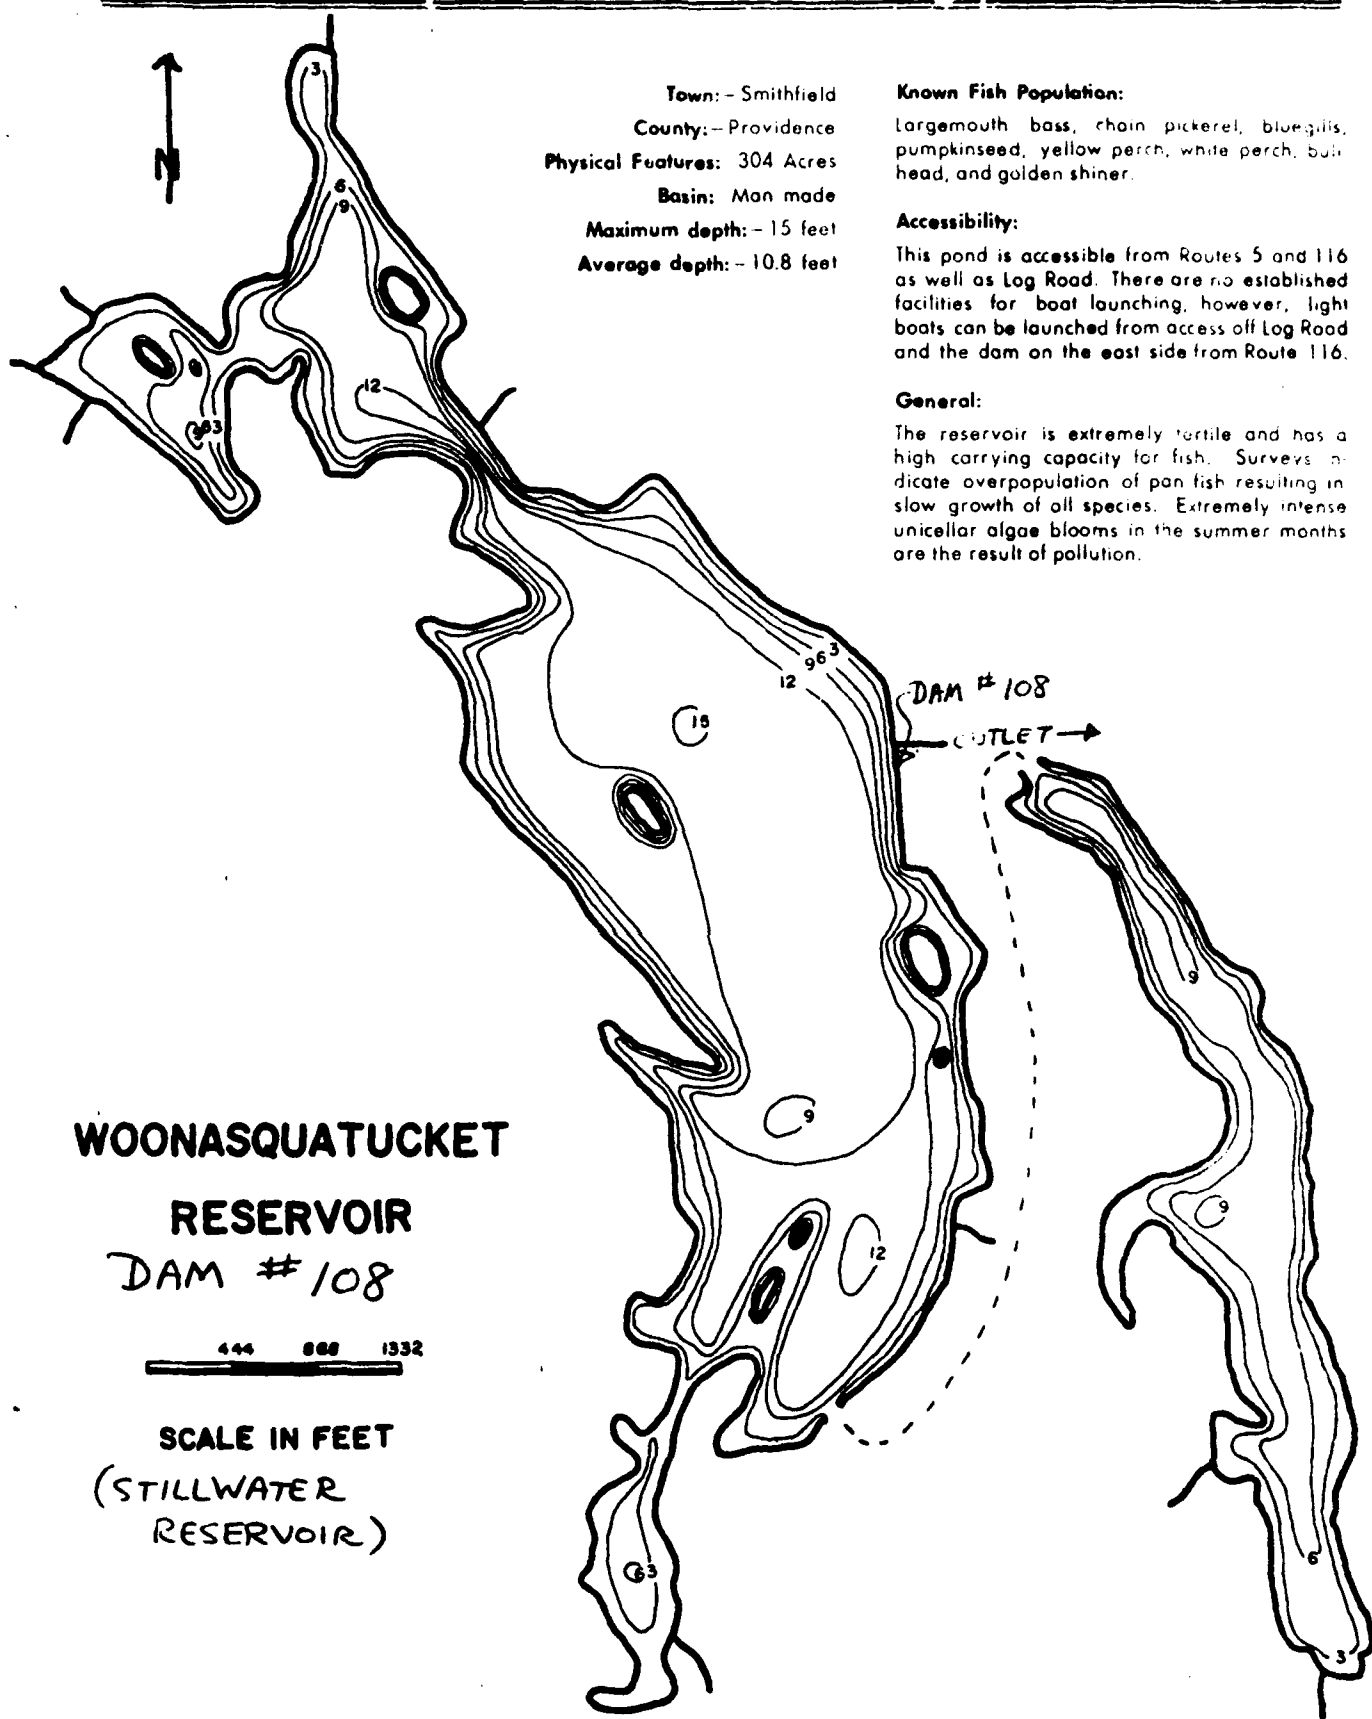 N
Town: – Smithfield
County: – Providence
Physical Features: 304 Acres
Basin: Man made
Maximum depth: – 15 feet
Average depth: – 10.8 feet
Known Fish Population:
Largemouth bass, chain pickerel, bluegills,
pumpkinseed, yellow perch, white perch, bull
head, and golden shiner.
Accessibility:
This pond is accessible from Routes 5 and 116
as well as Log Road. There are no established
facilities for boat launching, however, light
boats can be launched from access off Log Road
and the dam on the east side from Route 116.
General:
The reservoir is extremely fertile and has a
high carrying capacity for fish. Surveys
dicate overpopulation of pan fish resulting in
slow growth of all species. Extremely intense
unicellar algae blooms in the summer months
are the result of pollution.
3
6
9
12
63
12
9 6 3
15
DAM # 108
OUTLET
9
9
9
12
63
6
3
WOONASQUATUCKET
RESERVOIR
DAM # 108
444 888 1332
SCALE IN FEET
(STILLWATER
RESERVOIR)